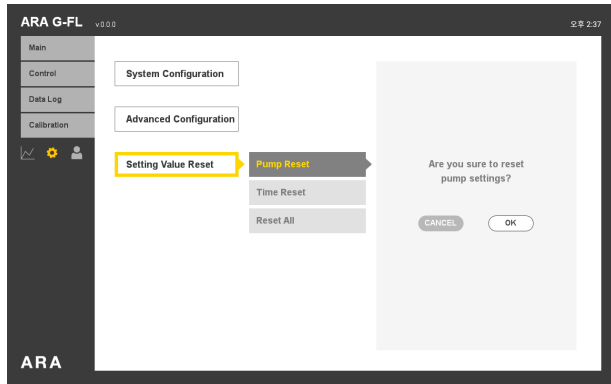 ARA G-FL v.0.0.0
오후 2:37
Main
Control
Data Log
Calibration
System Configuration
Advanced Configuration
Setting Value Reset
Pump Reset
Time Reset
Reset All
Are you sure to reset
pump settings?
CANCEL
OK
ARA